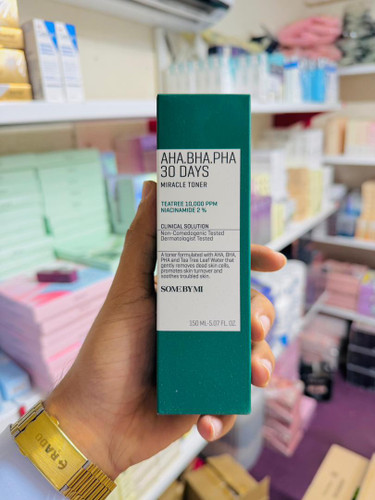 AHA.BHA.PHA
30 DAYS
MIRACLE TONER
TEATREE 10,000 PPM
NIACINAMIDE 2 %
CLINICAL SOLUTION
Non-Comedogenic Tested
Dermatologist Tested
A toner formulated with AHA, BHA,
PHA and Tea Tree Leaf Water that
gently removes dead skin cells,
promotes skin turnover and
soothes troubled skin.
SOME BY MI
150 ML·5.07 FL. OZ.
RADO